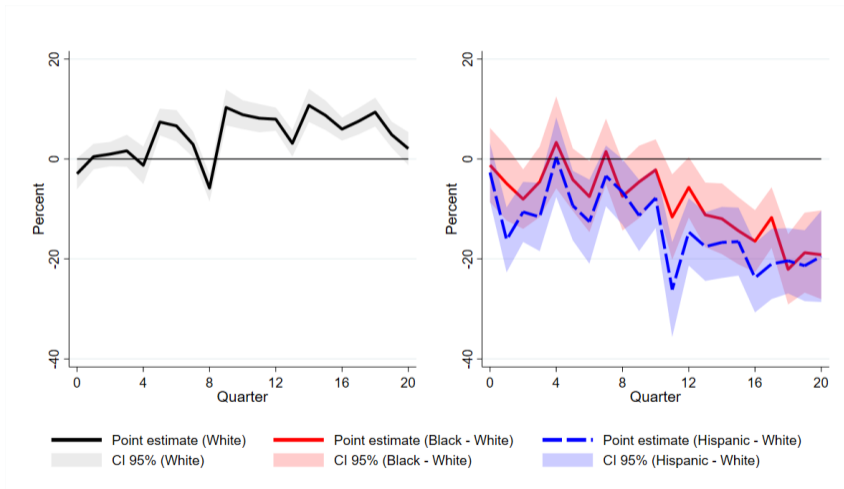 20
0
-20
-40
Percent
0 4 8 12 16 20
Quarter
20
0
-20
-40
Percent
0 4 8 12 16 20
Quarter
Point estimate (White) Point estimate (Black - White) Point estimate (Hispanic - White)
CI 95% (White) CI 95% (Black - White) CI 95% (Hispanic - White)